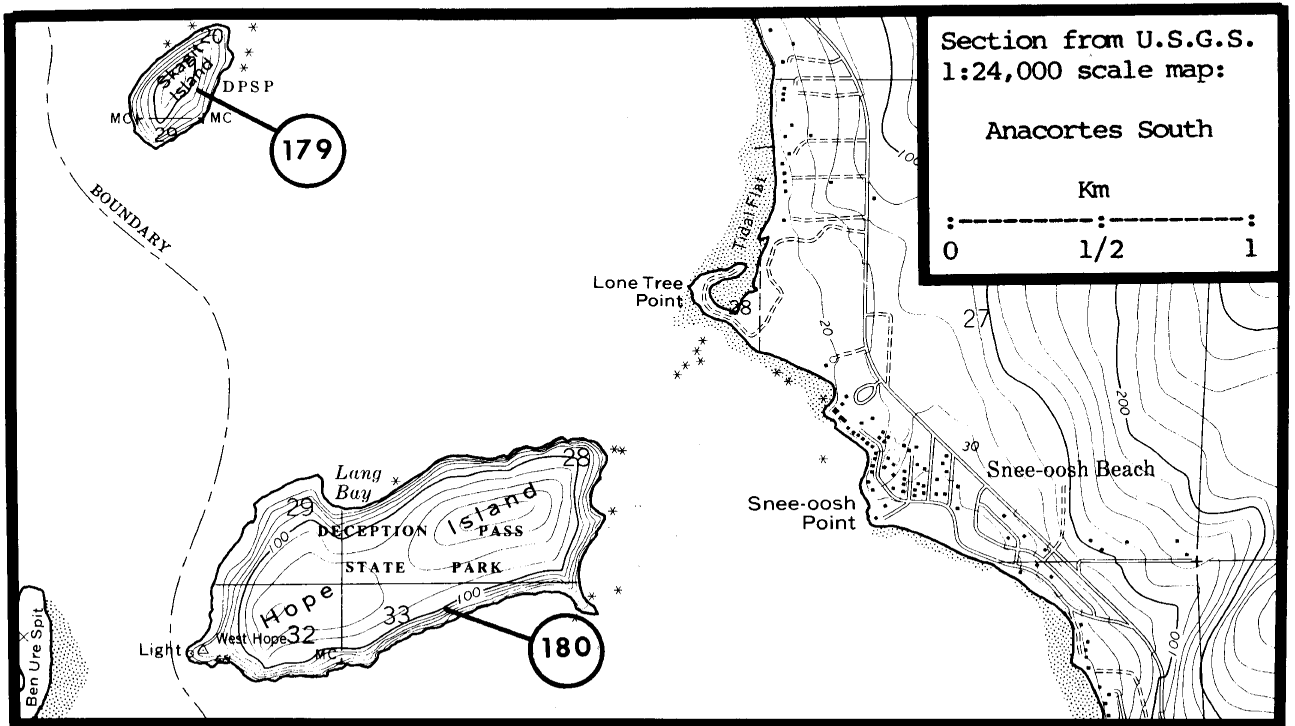 Section from U.S.G.S.
1:24,000 scale map:
Anacortes South
Km
0 1/2 1
Skagit
Island
20
DPSP
MC
MC
29
179
BOUNDARY
100
Tidal Flat
Lone Tree
Point
28
20
27
200
30
Snee-oosh Beach
Snee-oosh
Point
Lang
Bay
28
29
Island
DECEPTION PASS
STATE PARK
100
100
Hope
33
West Hope
32
Light
MC
180
Ben Ure Spit
100